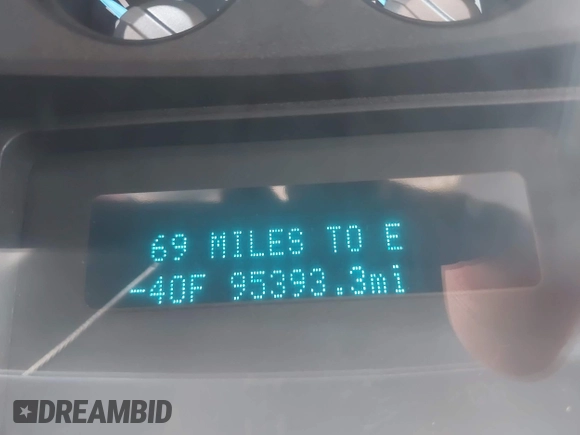 69 MILES TO E
-40F 95393.3mi
DREAMBID